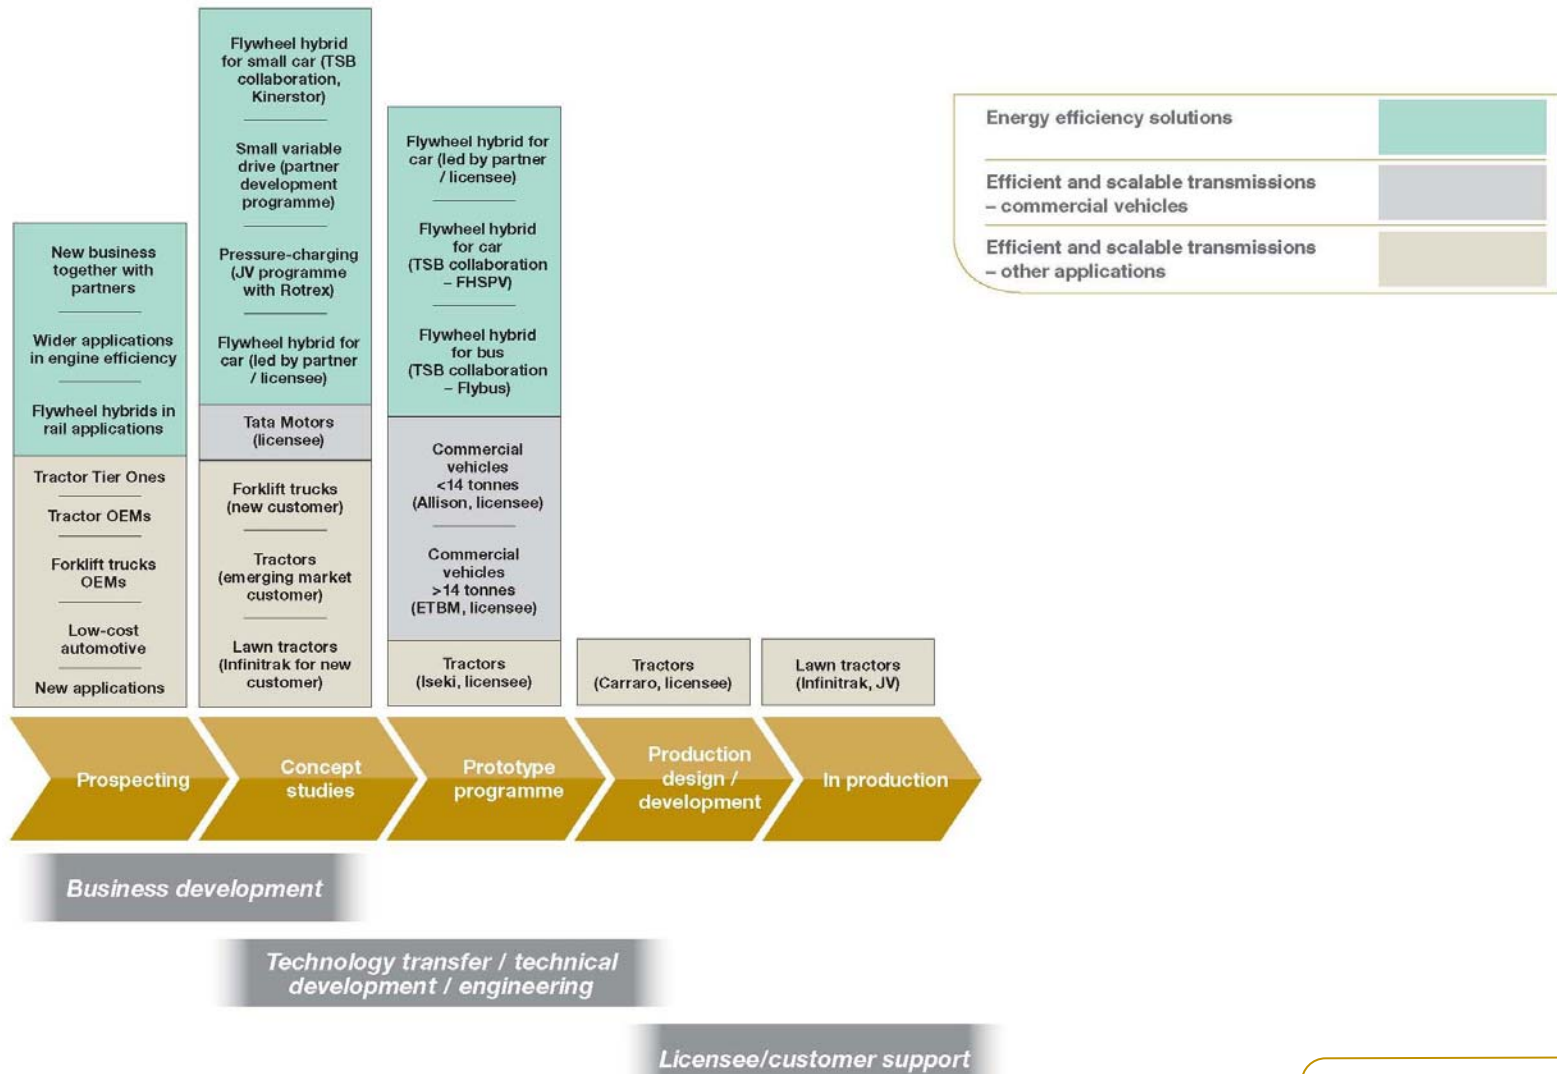 New business
together with
partners
Wider applications
in engine efficiency
Flywheel hybrids in
rail applications
Tractor Tier Ones
Tractor OEMs
Forklift trucks
OEMs
Low-cost
automotive
New applications
Flywheel hybrid
for small car (TSB
collaboration,
Kinerstor)
Small variable
drive (partner
development
programme)
Pressure-charging
(JV programme
with Rotrex)
Flywheel hybrid for
car (led by partner
/ licensee)
Tata Motors
(licensee)
Forklift trucks
(new customer)
Tractors
(emerging market
customer)
Lawn tractors
(Infinitrak for new
customer)
Flywheel hybrid for
car (led by partner
/ licensee)
Flywheel hybrid
for car
(TSB collaboration
– FHSPV)
Flywheel hybrid
for bus
(TSB collaboration
– Flybus)
Commercial
vehicles
<14 tonnes
(Allison, licensee)
Commercial
vehicles
>14 tonnes
(ETBM, licensee)
Tractors
(Iseki, licensee)
Tractors
(Carraro, licensee)
Lawn tractors
(Infinitrak, JV)
Energy efficiency solutions
Efficient and scalable transmissions
– commercial vehicles
Efficient and scalable transmissions
– other applications
Prospecting
Concept
studies
Prototype
programme
Production
design /
development
In production
Business development
Technology transfer / technical
development / engineering
Licensee/customer support